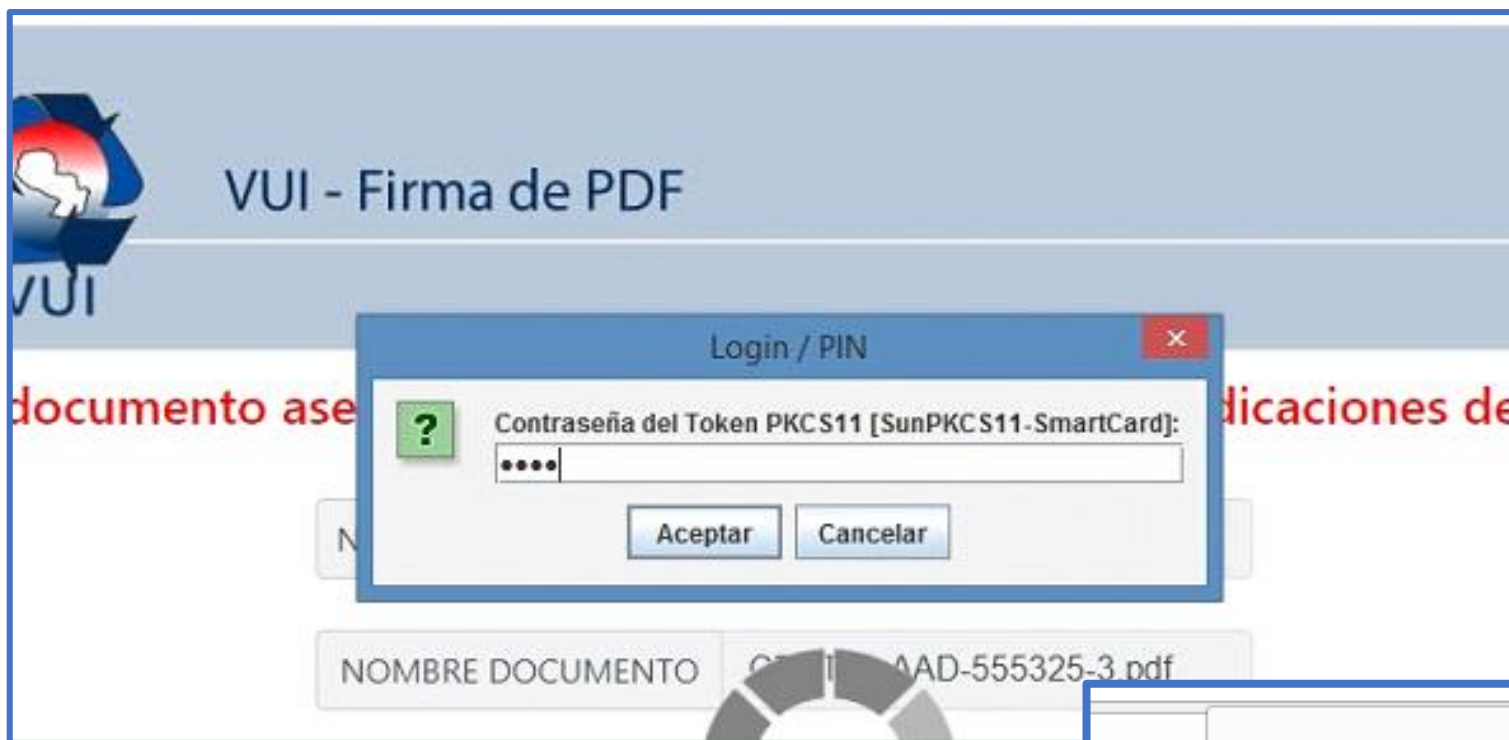 VUI - Firma de PDF
VUI
Login / PIN
documento ase
dicaciones de
Contraseña del Token PKCS11 [SunPKCS11-SmartCard]:
••••
Aceptar Cancelar
N
NOMBRE DOCUMENTO AAD-555325-3.pdf